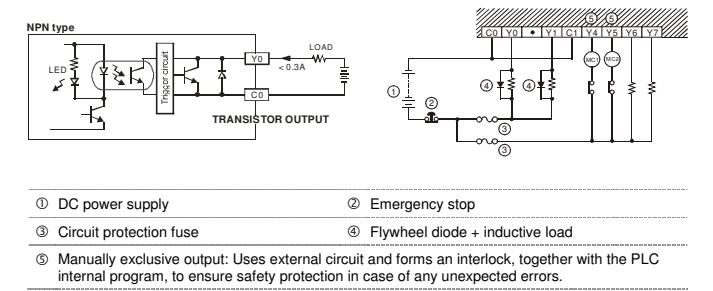 NPN type
LED
Trigger circuit
Y0
LOAD
< 0.3A
C0
TRANSISTOR OUTPUT
⑤ ⑤
C0 Y0 • Y1 C1 Y4 Y5 Y6 Y7
MC1 MC2
④ ④
①
②
③
③
① DC power supply
② Emergency stop
③ Circuit protection fuse
④ Flywheel diode + inductive load
⑤ Manually exclusive output: Uses external circuit and forms an interlock, together with the PLC
internal program, to ensure safety protection in case of any unexpected errors.